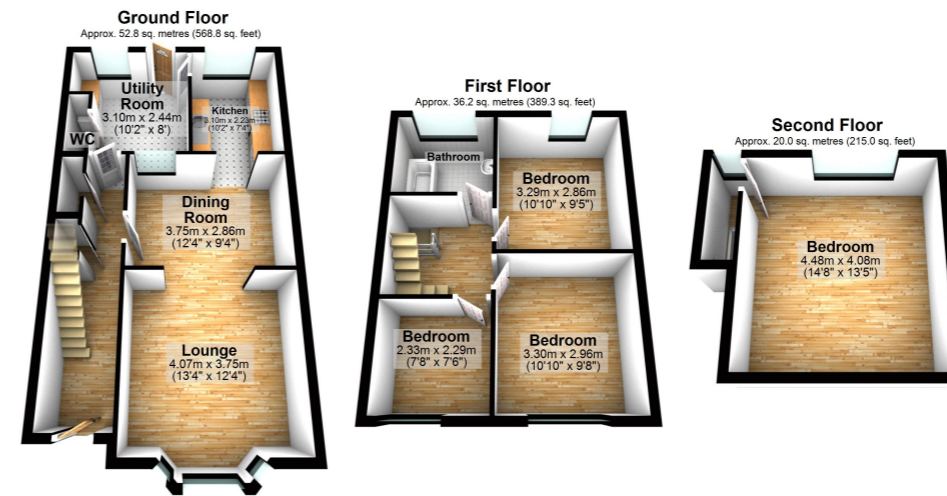 Ground Floor
Approx. 52.8 sq. metres (568.8 sq. feet)
Utility
Room
3.10m x 2.44m
(10'2" x 8')
Kitchen
3.10m x 2.23m
(10'2" x 7'4")
WC
Dining
Room
3.75m x 2.86m
(12'4" x 9'4")
Lounge
4.07m x 3.75m
(13'4" x 12'4")
First Floor
Approx. 36.2 sq. metres (389.3 sq. feet)
Bathroom
Bedroom
3.29m x 2.86m
(10'10" x 9'5")
Bedroom
2.33m x 2.29m
(7'8" x 7'6")
Bedroom
3.30m x 2.96m
(10'10" x 9'8")
Second Floor
Approx. 20.0 sq. metres (215.0 sq. feet)
Bedroom
4.48m x 4.08m
(14'8" x 13'5")